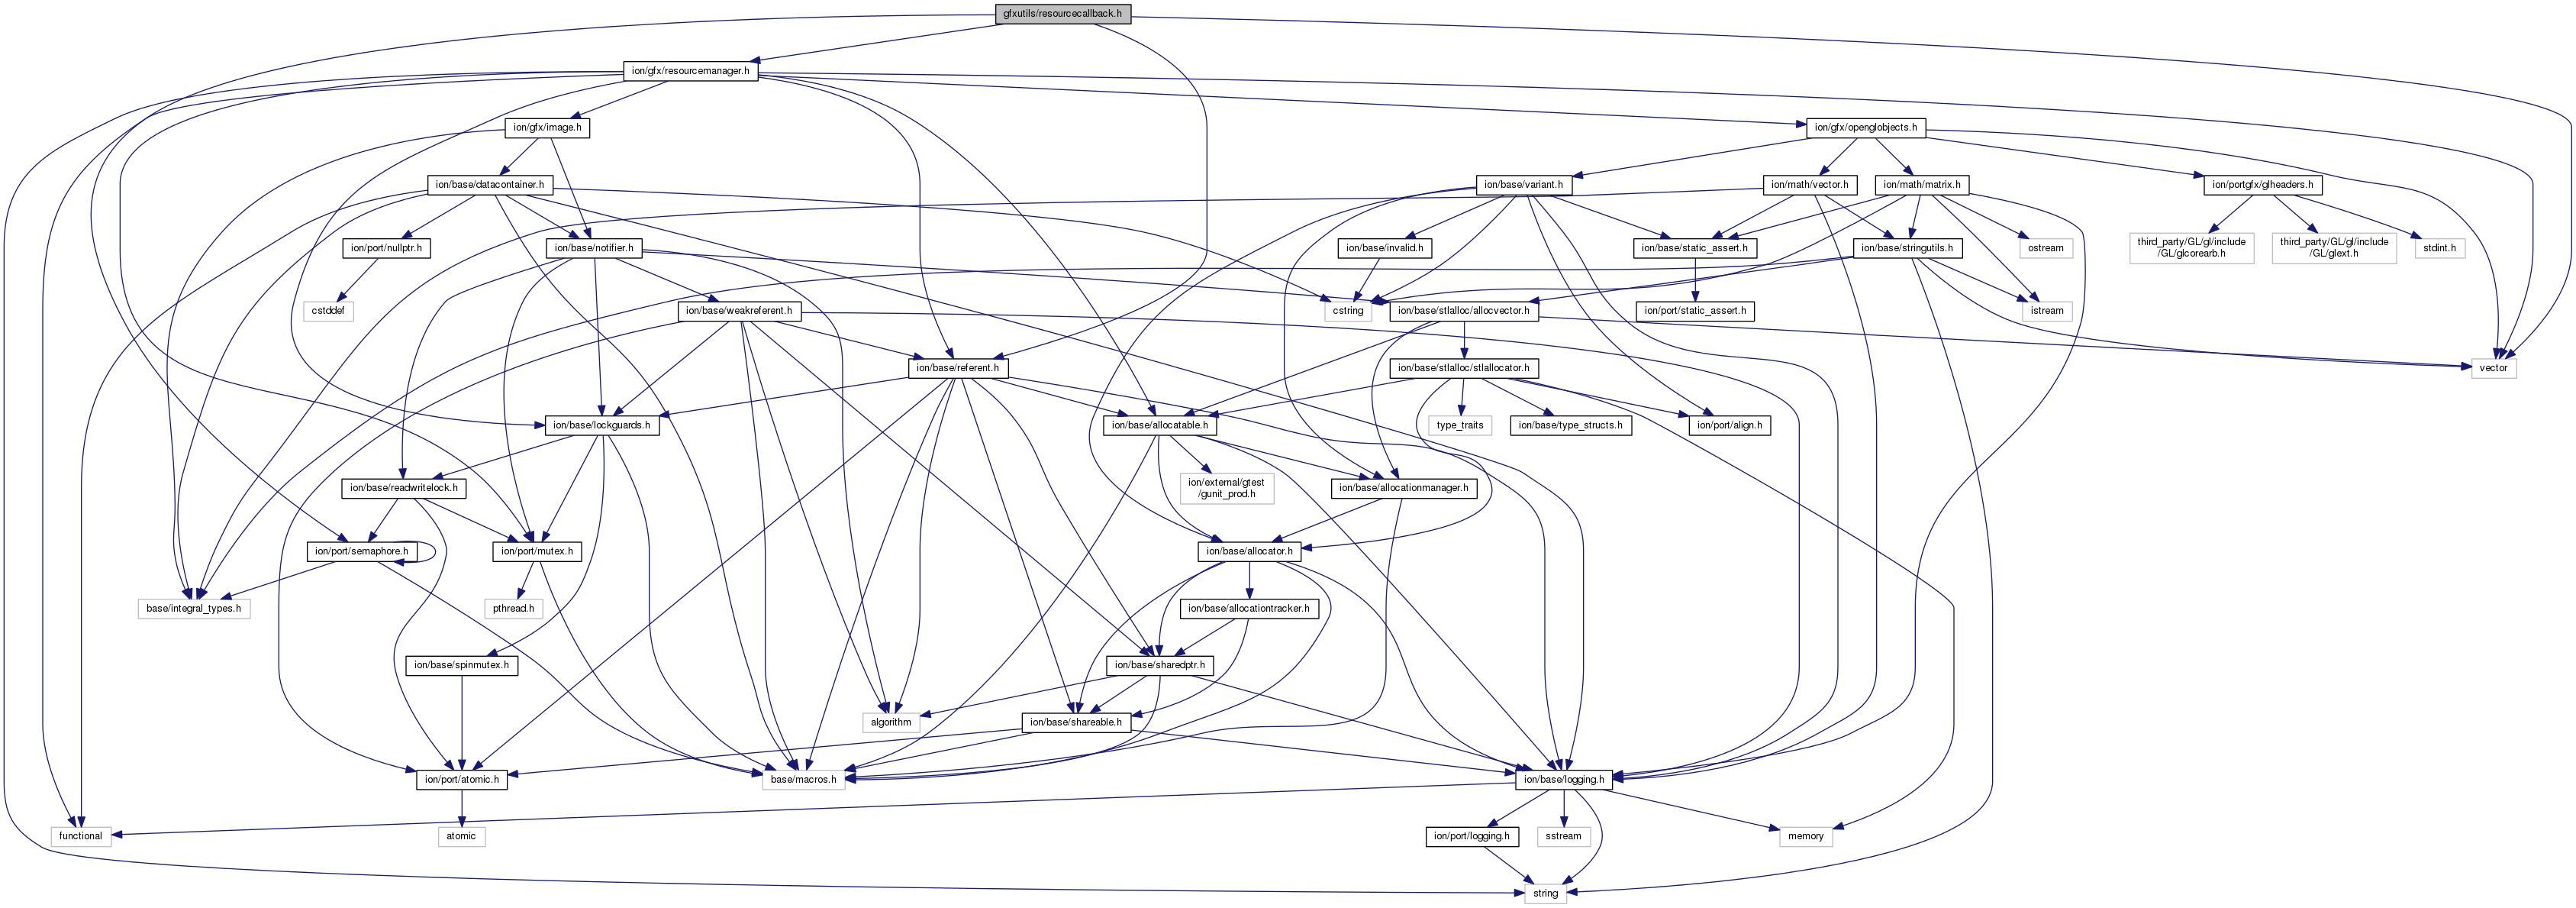 gfxutils/resourcecallback.h
ion/gfx/resourcemanager.h
ion/gfx/image.h
ion/gfx/openglobjects.h
ion/base/datacontainer.h
ion/base/variant.h
ion/math/vector.h
ion/math/matrix.h
ion/portgfx/glheaders.h
ion/port/nullptr.h
ion/base/notifier.h
ion/base/invalid.h
ion/base/static_assert.h
ion/base/stringutils.h
ostream
third_party/GL/gl/include
/GL/glcorearb.h
third_party/GL/gl/include
/GL/glext.h
stdint.h
cstddef
ion/base/weakreferent.h
cstring
ion/base/stlalloc/allocvector.h
ion/port/static_assert.h
istream
ion/base/referent.h
ion/base/stlalloc/stlallocator.h
vector
ion/base/lockguards.h
ion/base/allocatable.h
type_traits
ion/base/type_structs.h
ion/port/align.h
ion/base/readwritelock.h
ion/external/gtest
/gunit_prod.h
ion/base/allocationmanager.h
ion/port/semaphore.h
ion/port/mutex.h
ion/base/allocator.h
base/integral_types.h
pthread.h
ion/base/allocationtracker.h
ion/base/spinmutex.h
ion/base/sharedptr.h
algorithm
ion/base/shareable.h
ion/port/atomic.h
base/macros.h
ion/base/logging.h
functional
atomic
ion/port/logging.h
sstream
memory
string